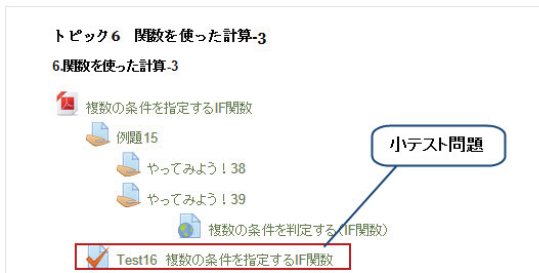 トピック6 関数を使った計算-3
6.関数を使った計算-3
複数の条件を指定するIF関数
例題15
小テスト問題
やってみよう！38
やってみよう！39
複数の条件を判定する(IF関数)
Test16 複数の条件を指定するIF関数